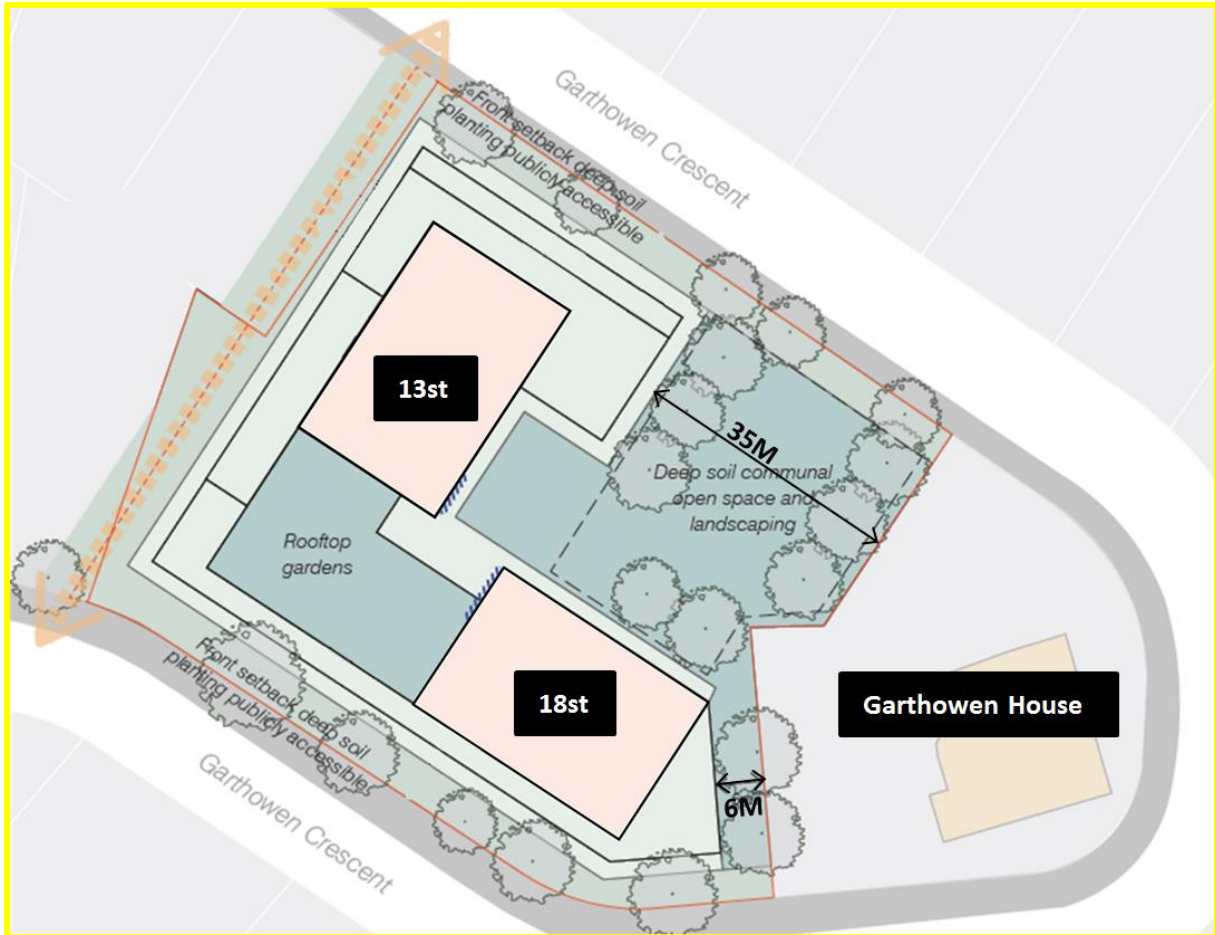 Garthowen Crescent
Front setback deep soil
planting publicly accessible
13st
35M
Deep soil communal
open space and
landscaping
Rooftop
gardens
18st
Garthowen House
6M
Front setback deep soil
planting publicly accessible
Garthowen Crescent